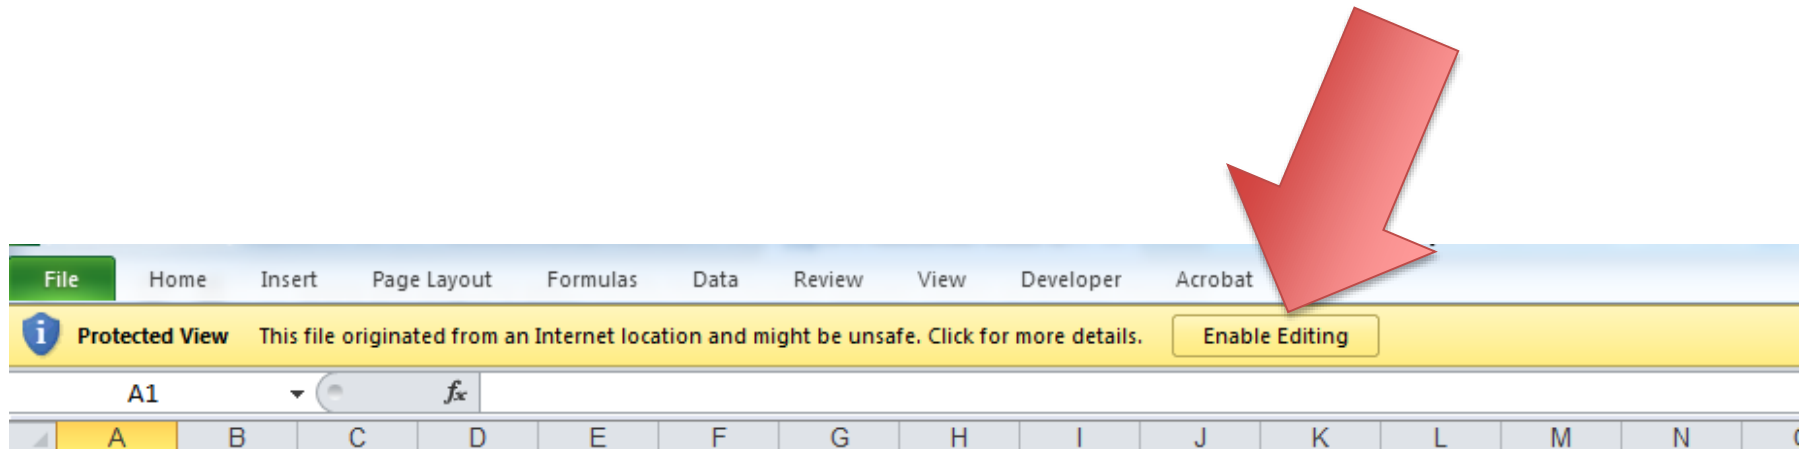 File Home Insert Page Layout Formulas Data Review View Developer Acrobat
Protected View This file originated from an Internet location and might be unsafe. Click for more details. Enable Editing
A1 fx
A B C D E F G H I J K L M N